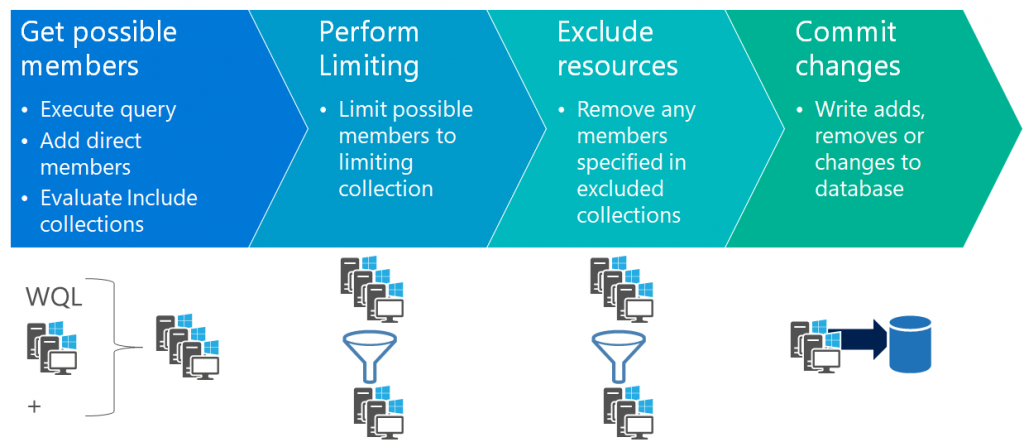 Get possible
members
• Execute query
• Add direct
members
• Evaluate Include
collections
Perform
Limiting
• Limit possible
members to
limiting
collection
Exclude
resources
• Remove any
members
specified in
excluded
collections
Commit
changes
• Write adds,
removes or
changes to
database
WQL
+